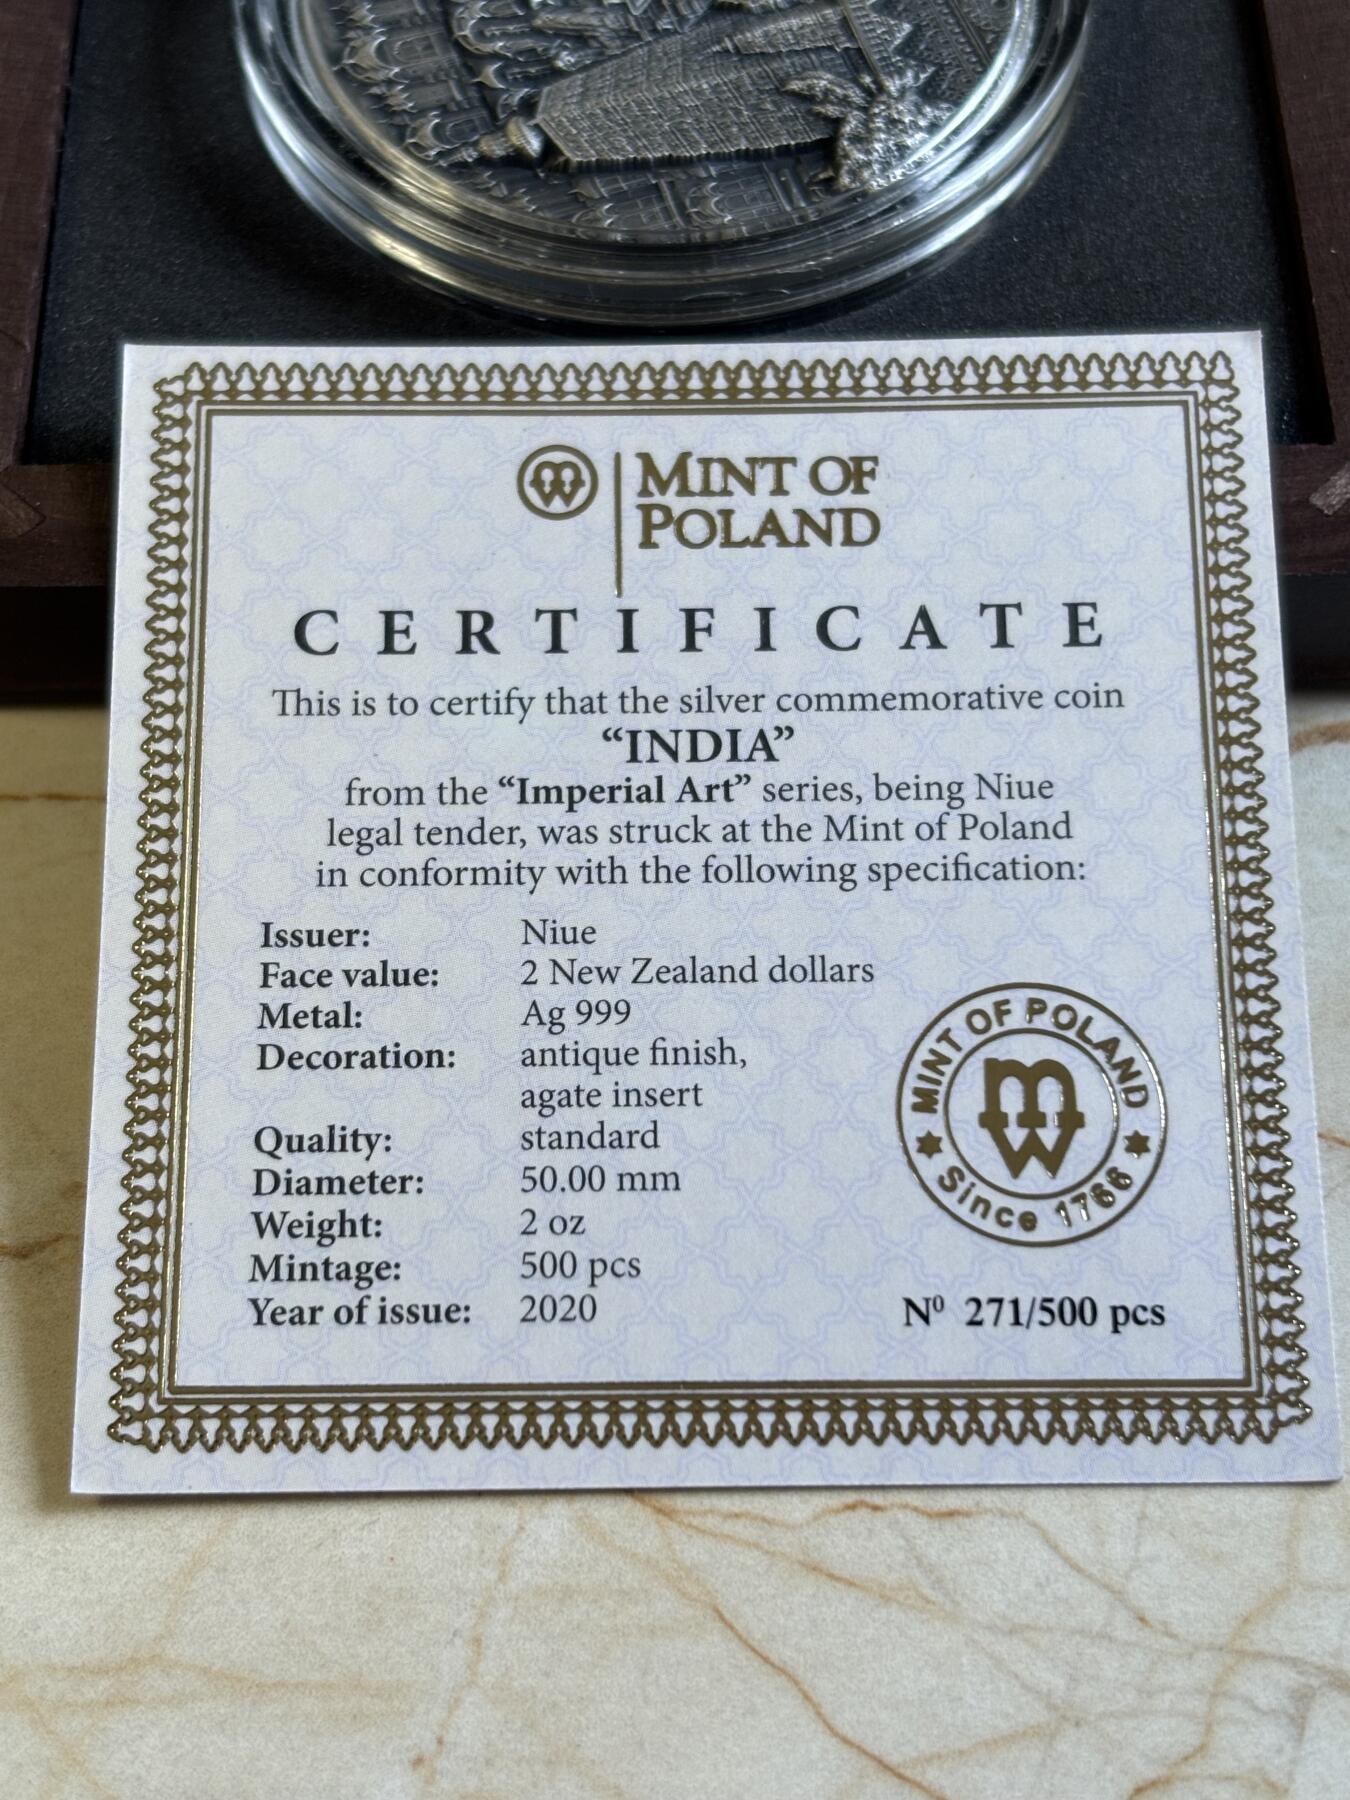 MINT OF
POLAND
CERTIFICATE
This is to certify that the silver commemorative coin
“INDIA”
from the “Imperial Art” series, being Niue
legal tender, was struck at the Mint of Poland
in conformity with the following specification:
Issuer: Niue
Face value: 2 New Zealand dollars
Metal: Ag 999
Decoration: antique finish,
agate insert
Quality: standard
Diameter: 50.00 mm
Weight: 2 oz
Mintage: 500 pcs
Year of issue: 2020
MINT OF POLAND
mw
Since 1766
Nº 271/500 pcs